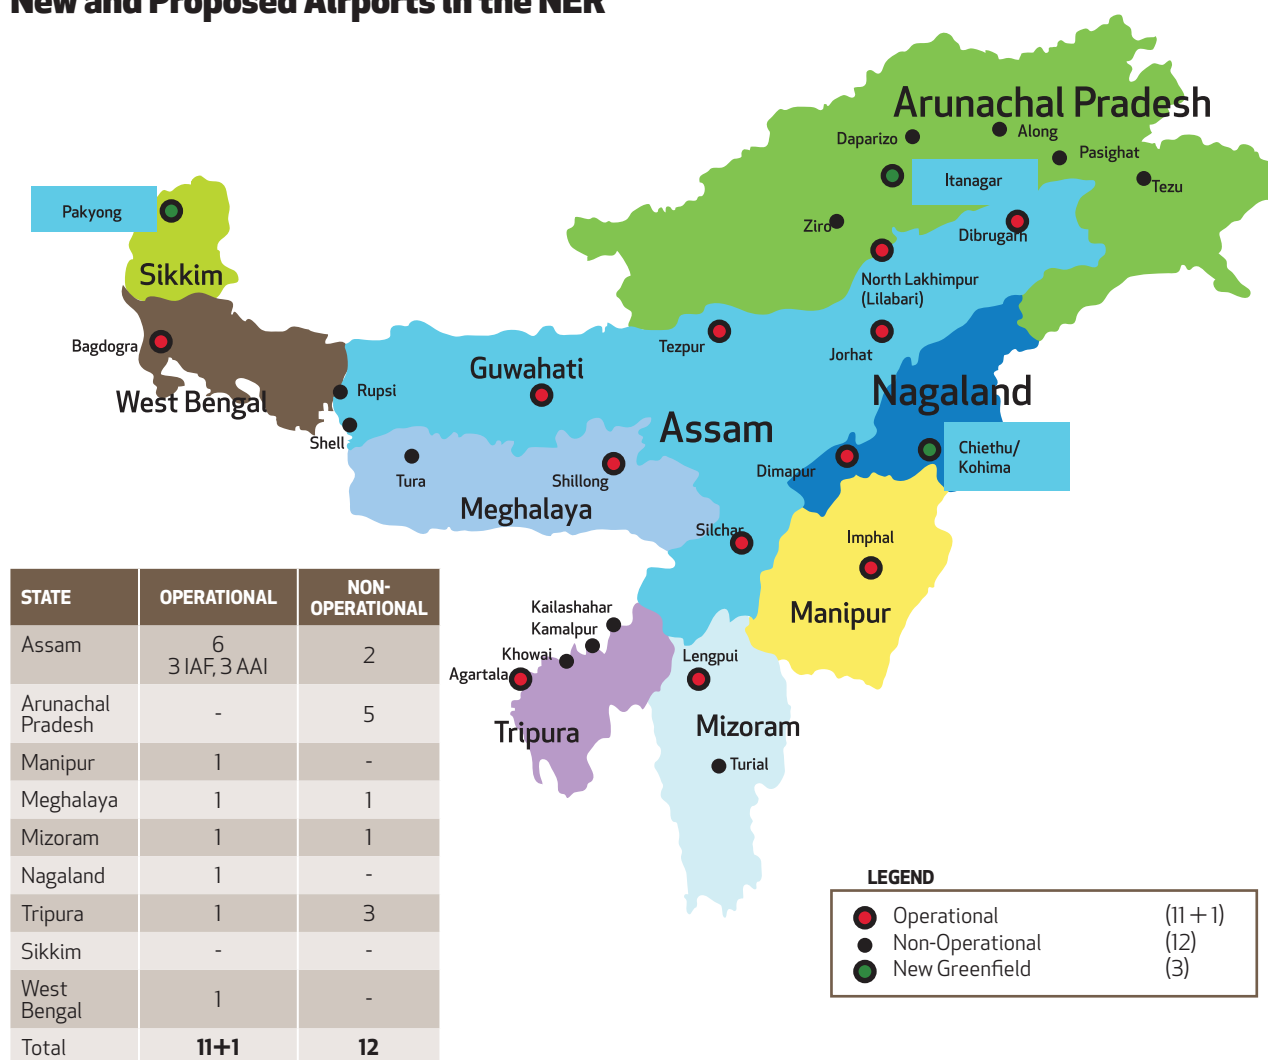 New and Proposed Airports in the NER
Arunachal Pradesh
Daparizo
Along
Pasighat
Tezu
Itanagar
Pakyong
Ziro
Dibrugarh
Sikkim
North Lakhimpur
(Lilabari)
Bagdogra
Tezpur
Jorhat
Guwahati
Nagaland
West Bengal
Rupsi
Assam
Shell
Chiethu/
Kohima
Dimapur
Tura
Shillong
Meghalaya
Silchar
Imphal
Manipur
Kailashahar
Kamalpur
Khowai
Agartala
Lengpui
Tripura
Mizoram
Turial
STATE OPERATIONAL NON-
OPERATIONAL
Assam 6
3 IAF, 3 AAI 2
Arunachal
Pradesh - 5
Manipur 1 -
Meghalaya 1 1
Mizoram 1 1
Nagaland 1 -
Tripura 1 3
Sikkim - -
West
Bengal 1 -
Total 11+1 12
LEGEND
Operational (11 + 1)
Non-Operational (12)
New Greenfield (3)